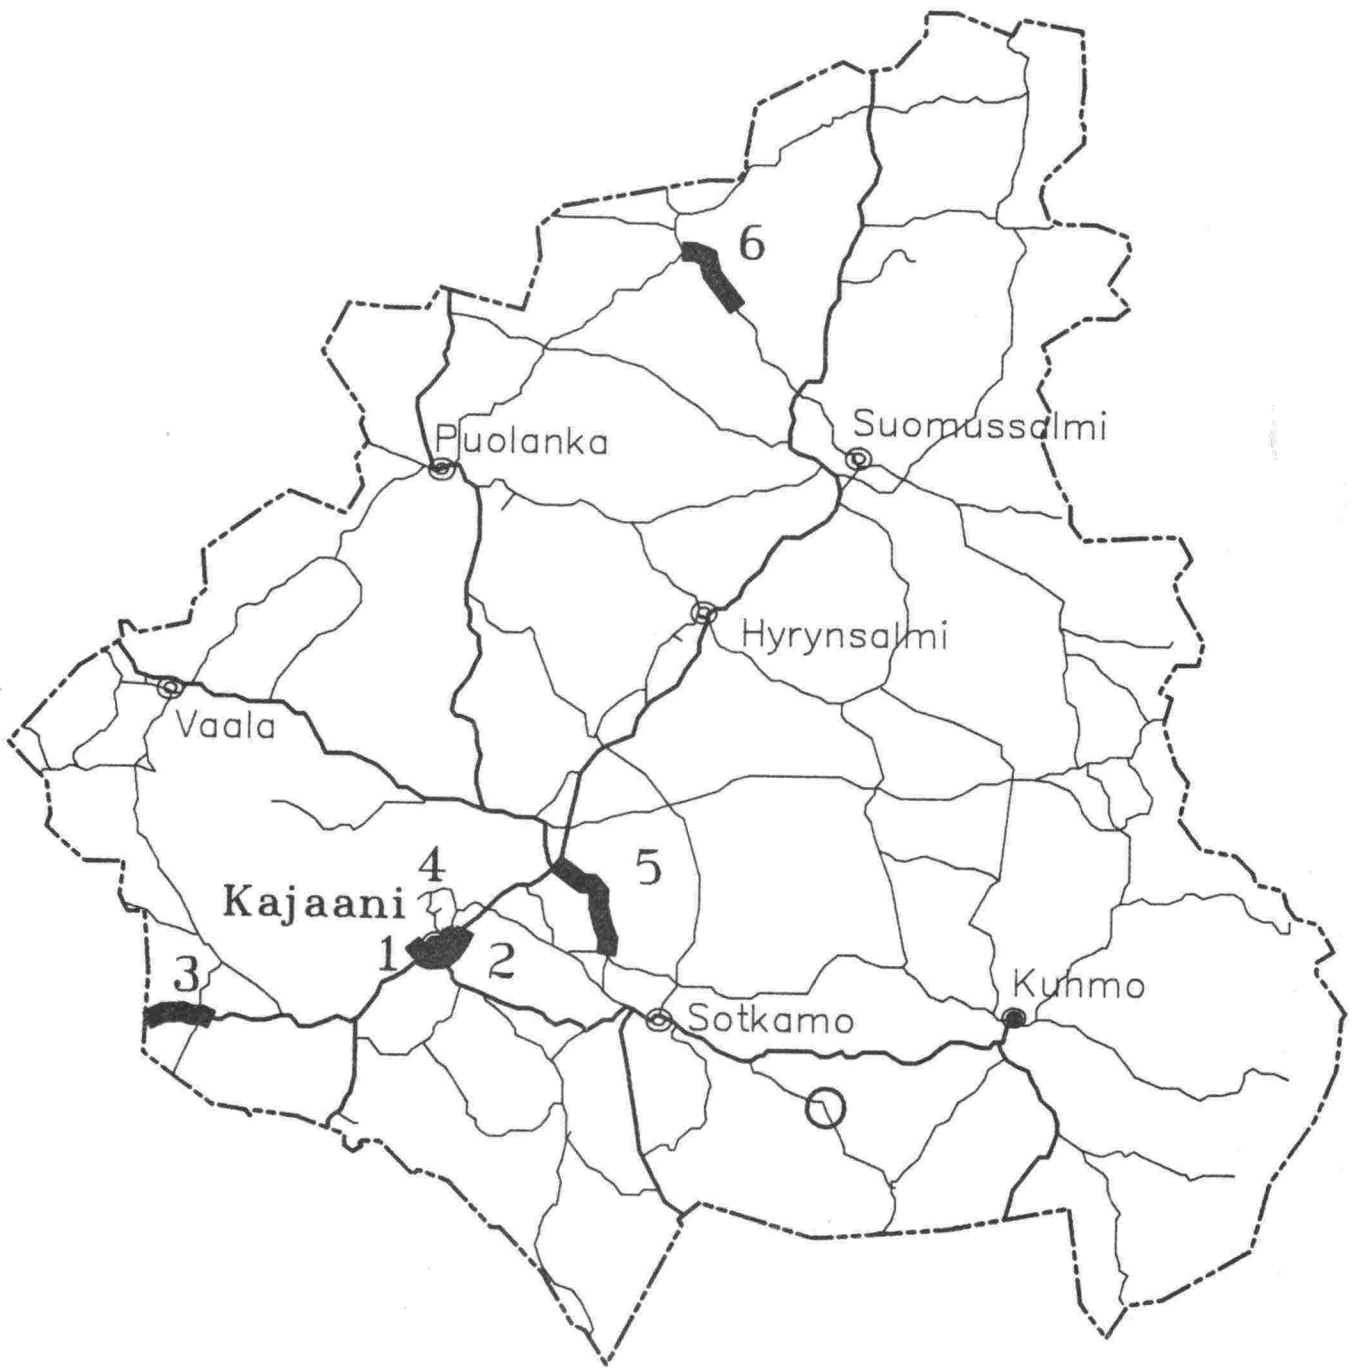 6
Suomussalmi
Puolanka
Hyrynsalmi
Vaala
4
5
Kajaani
1
2
3
Kuhmo
Sotkamo